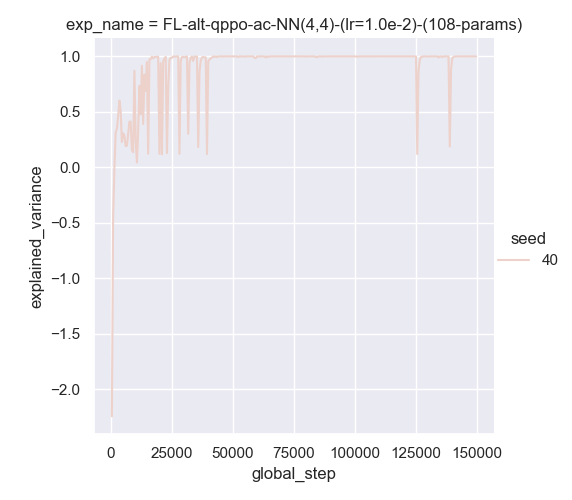 exp_name = FL-alt-qppo-ac-NN(4,4)-(lr=1.0e-2)-(108-params)
1.0
0.5
0.0
−0.5
−1.0
−1.5
−2.0
explained_variance
seed
40
0 25000 50000 75000 100000 125000 150000
global_step